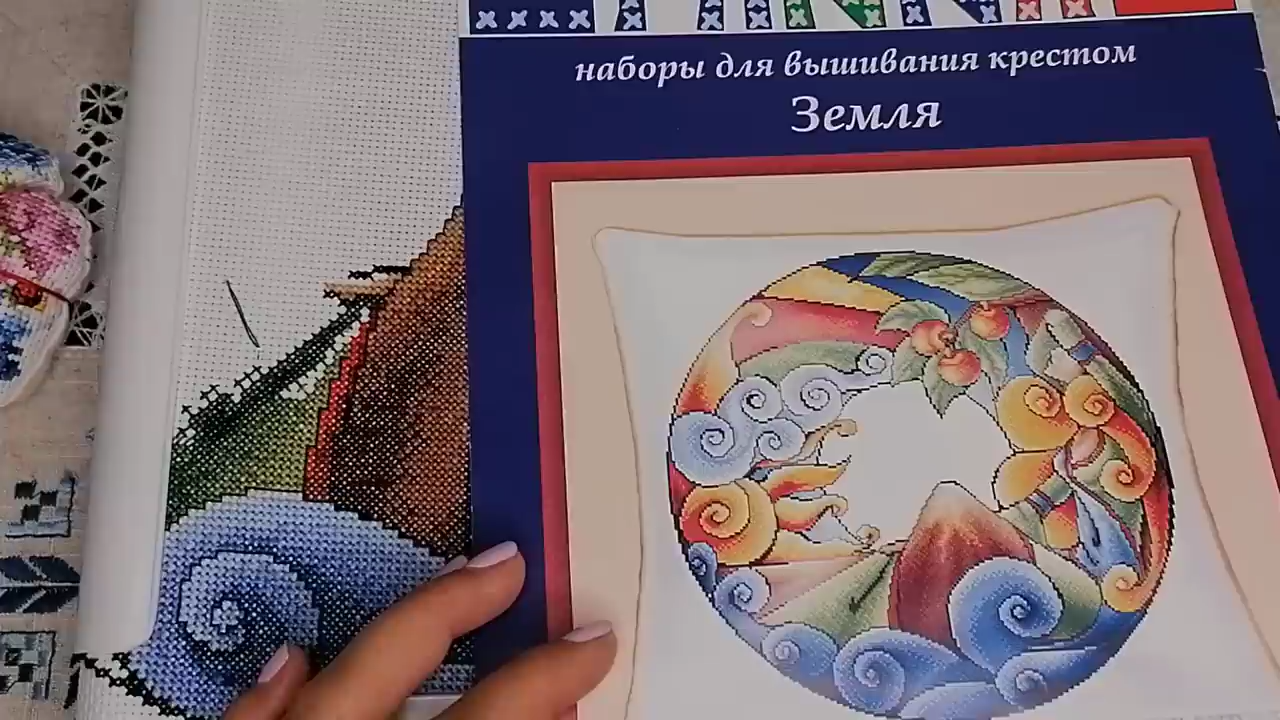 наборы для вышивания крестом
Земля